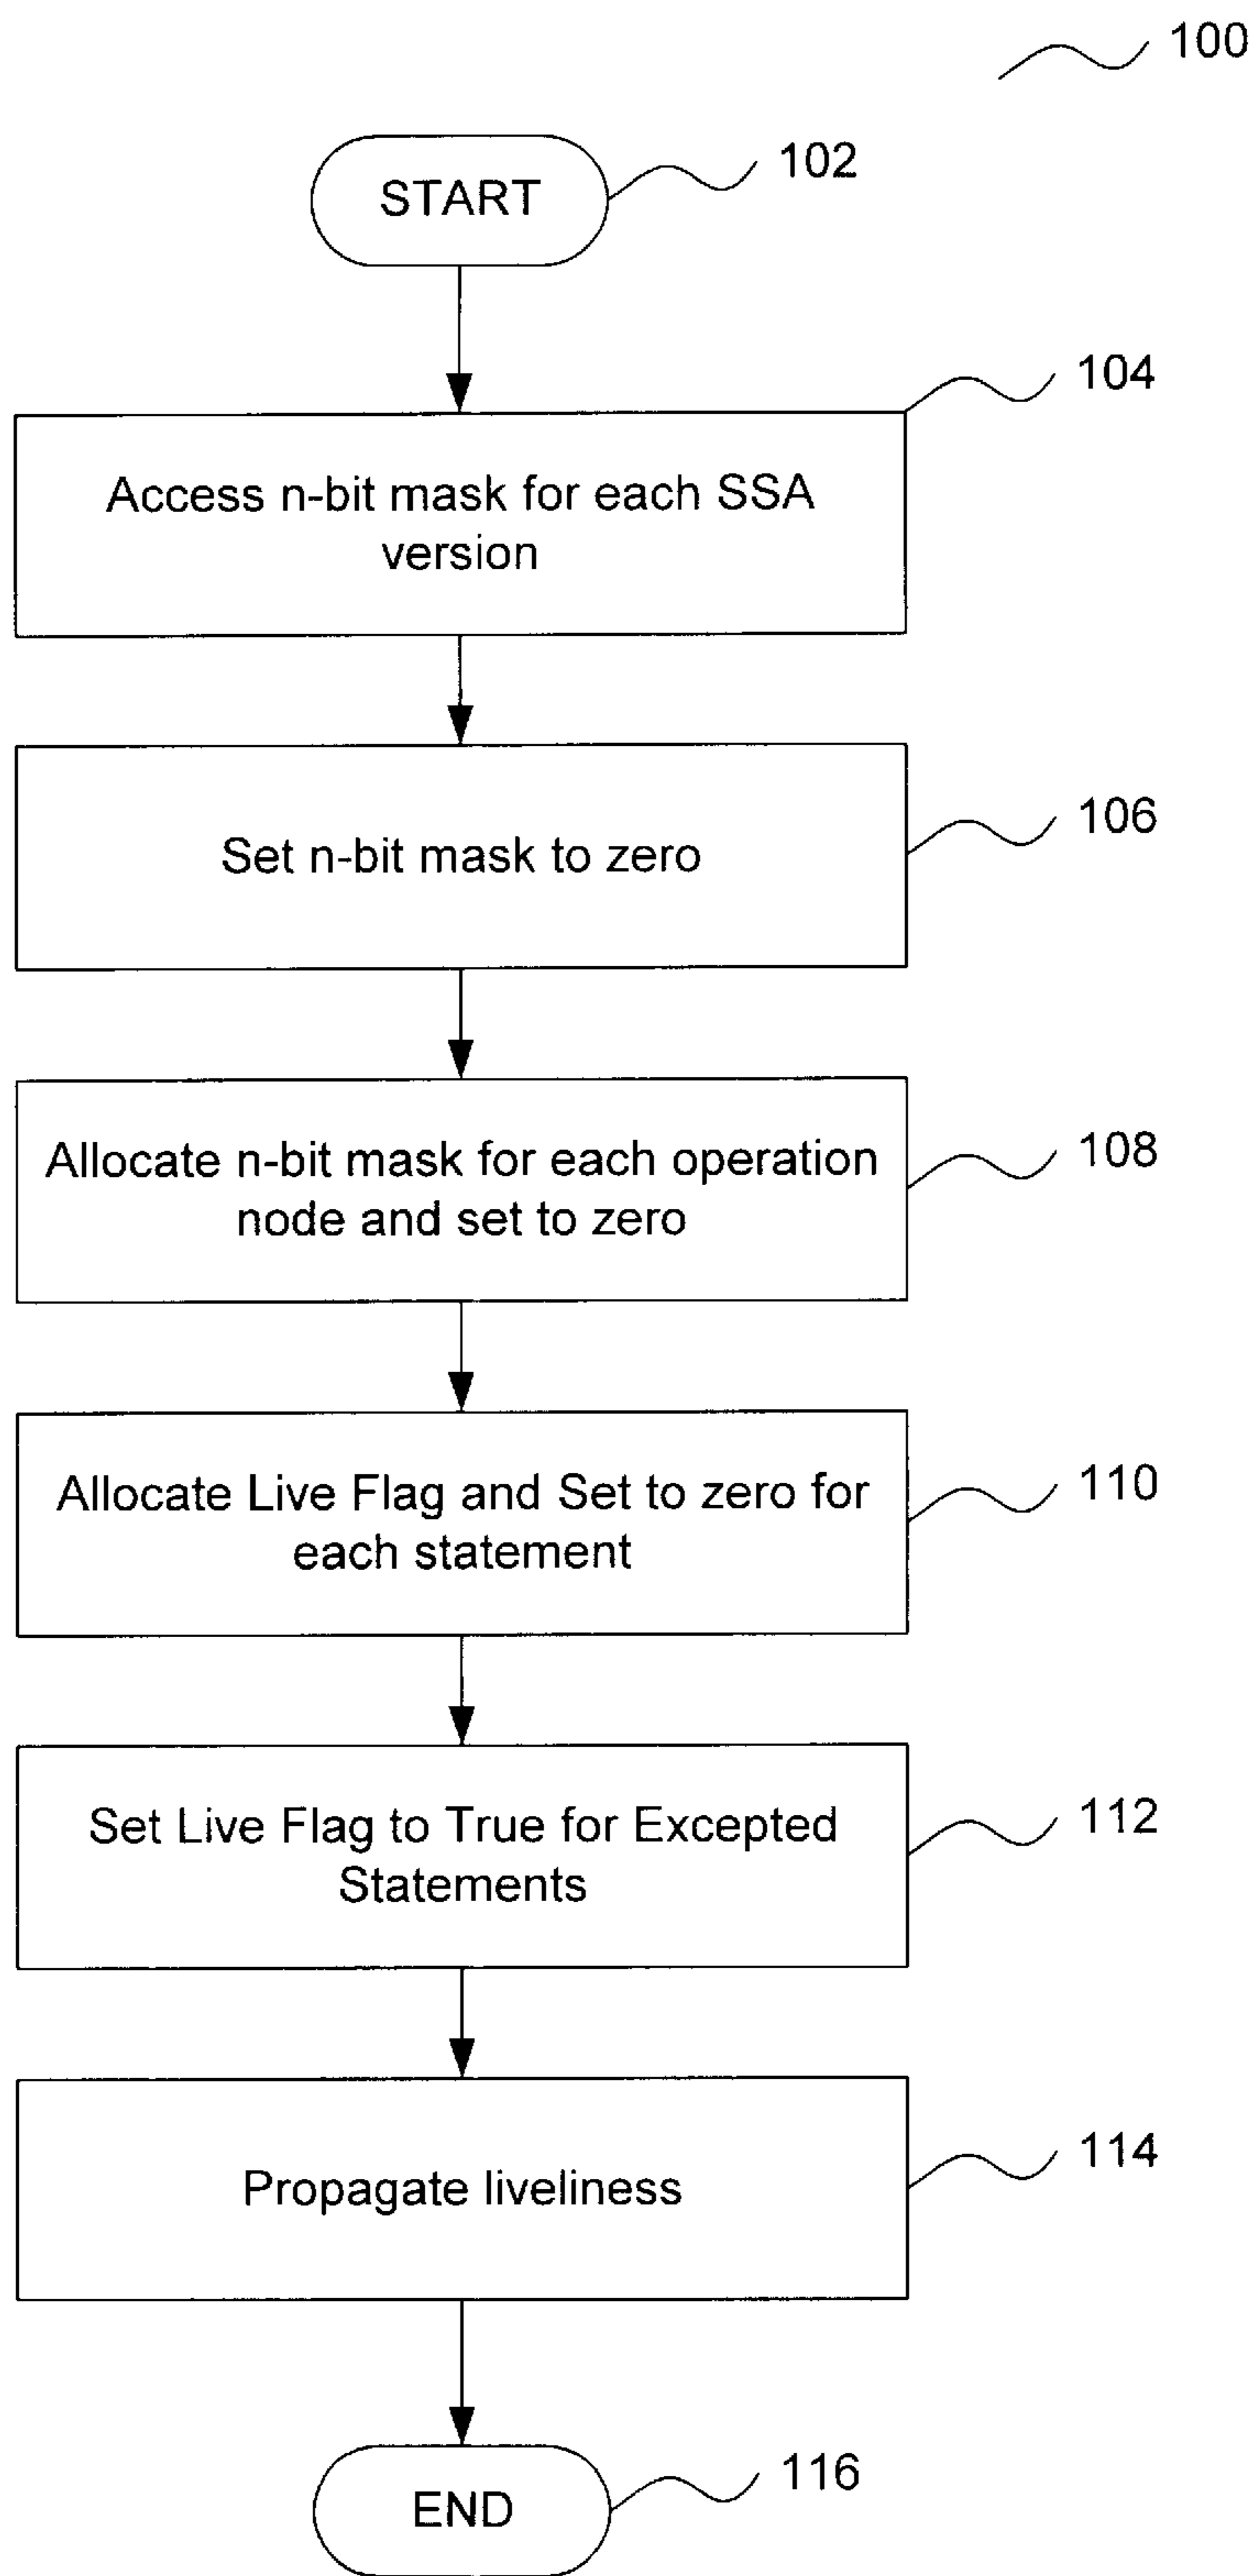 100
START
102
104
Access n-bit mask for each SSA
version
Set n-bit mask to zero
106
Allocate n-bit mask for each operation
node and set to zero
108
Allocate Live Flag and Set to zero for
each statement
110
Set Live Flag to True for Excepted
Statements
112
Propagate liveliness
114
END
116